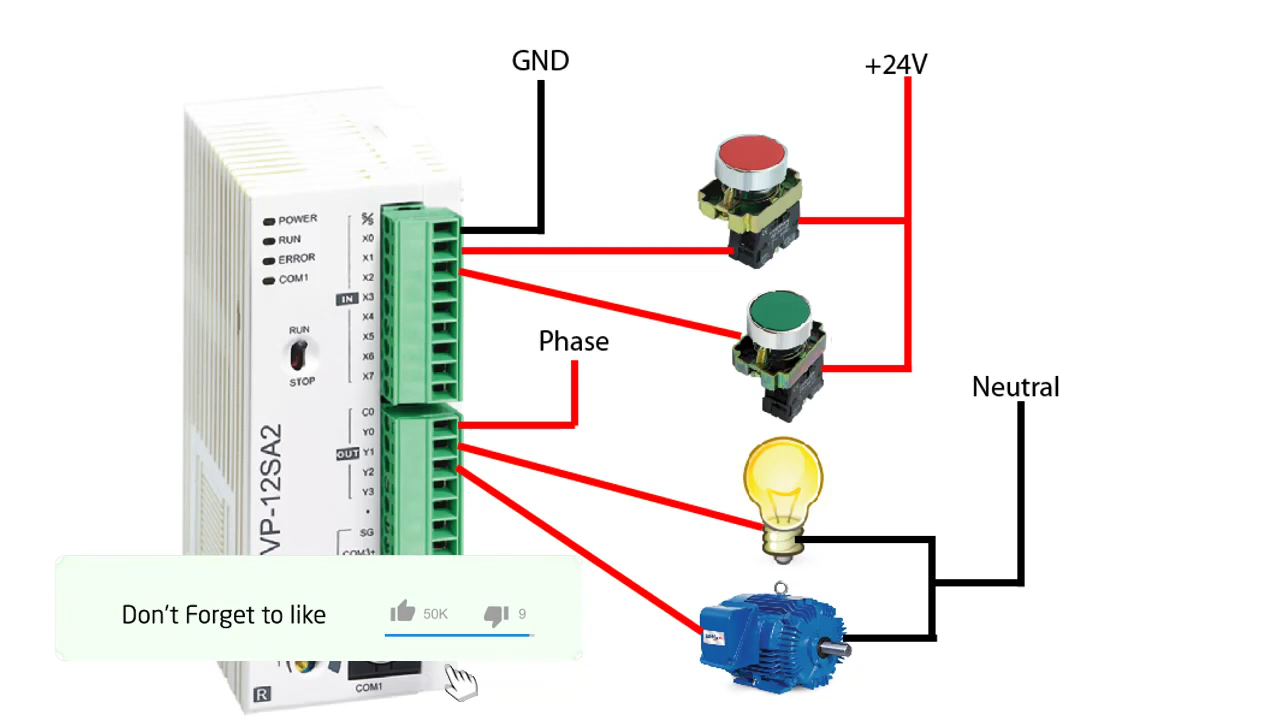 GND
+24V
POWER
RUN
ERROR
COM1
S/S
X0
X1
X2
IN
X3
X4
X5
X6
X7
RUN
STOP
Phase
Neutral
C0
Y0
OUT
Y1
Y2
Y3
•
SG
VP-12SA2
Don't Forget to like
50K
9
R
COM1